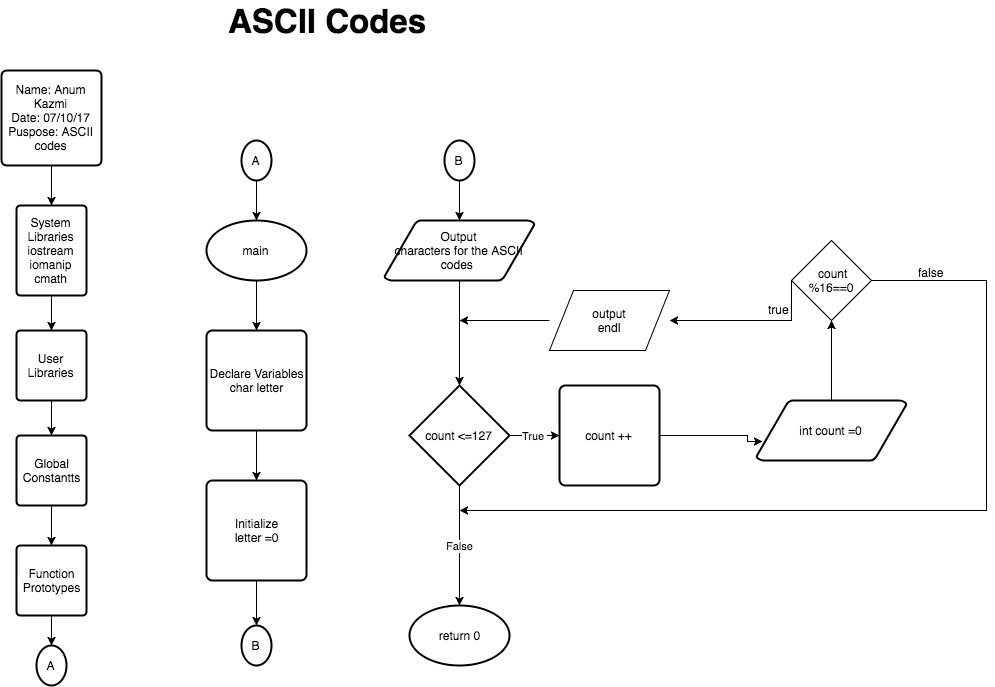 ASCII Codes
Name: Anum
Kazmi
Date: 07/10/17
Puspose: ASCII
codes
System
Libraries
iostream
iomanip
cmath
User
Libraries
Global
Constantts
Function
Prototypes
A
A
main
Declare Variables
char letter
Initialize
letter =0
B
B
Output
characters for the ASCII
codes
count <=127
True
count ++
int count =0
count
%16==0
true
false
output
endl
False
return 0